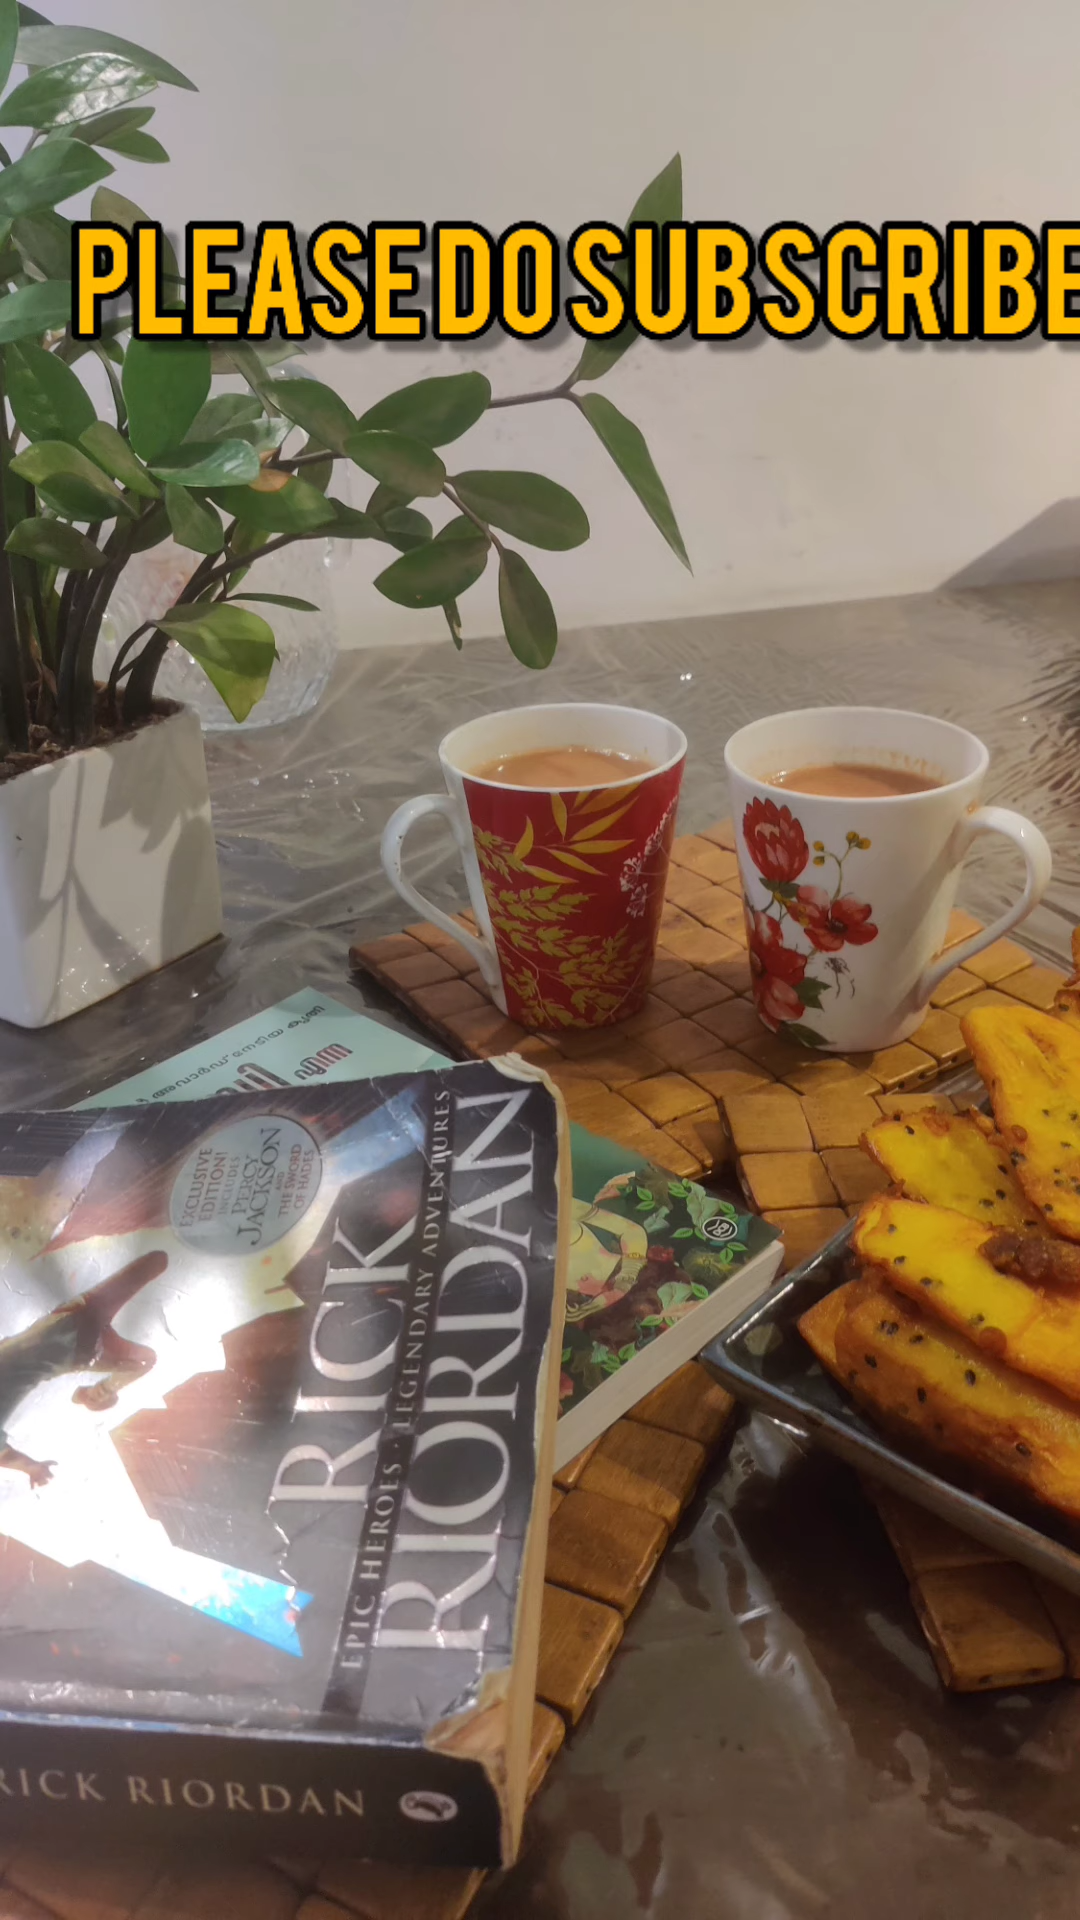 PLEASE DO SUBSCRIBE
എന്ന
EXCLUSIVE
EDITION!
INCLUDES
PERCY
JACKSON
AND
THE SWORD
OF HADES
RICK
EPIC HEROES · LEGENDARY ADVENTURES
RIORDAN
RICK RIORDAN